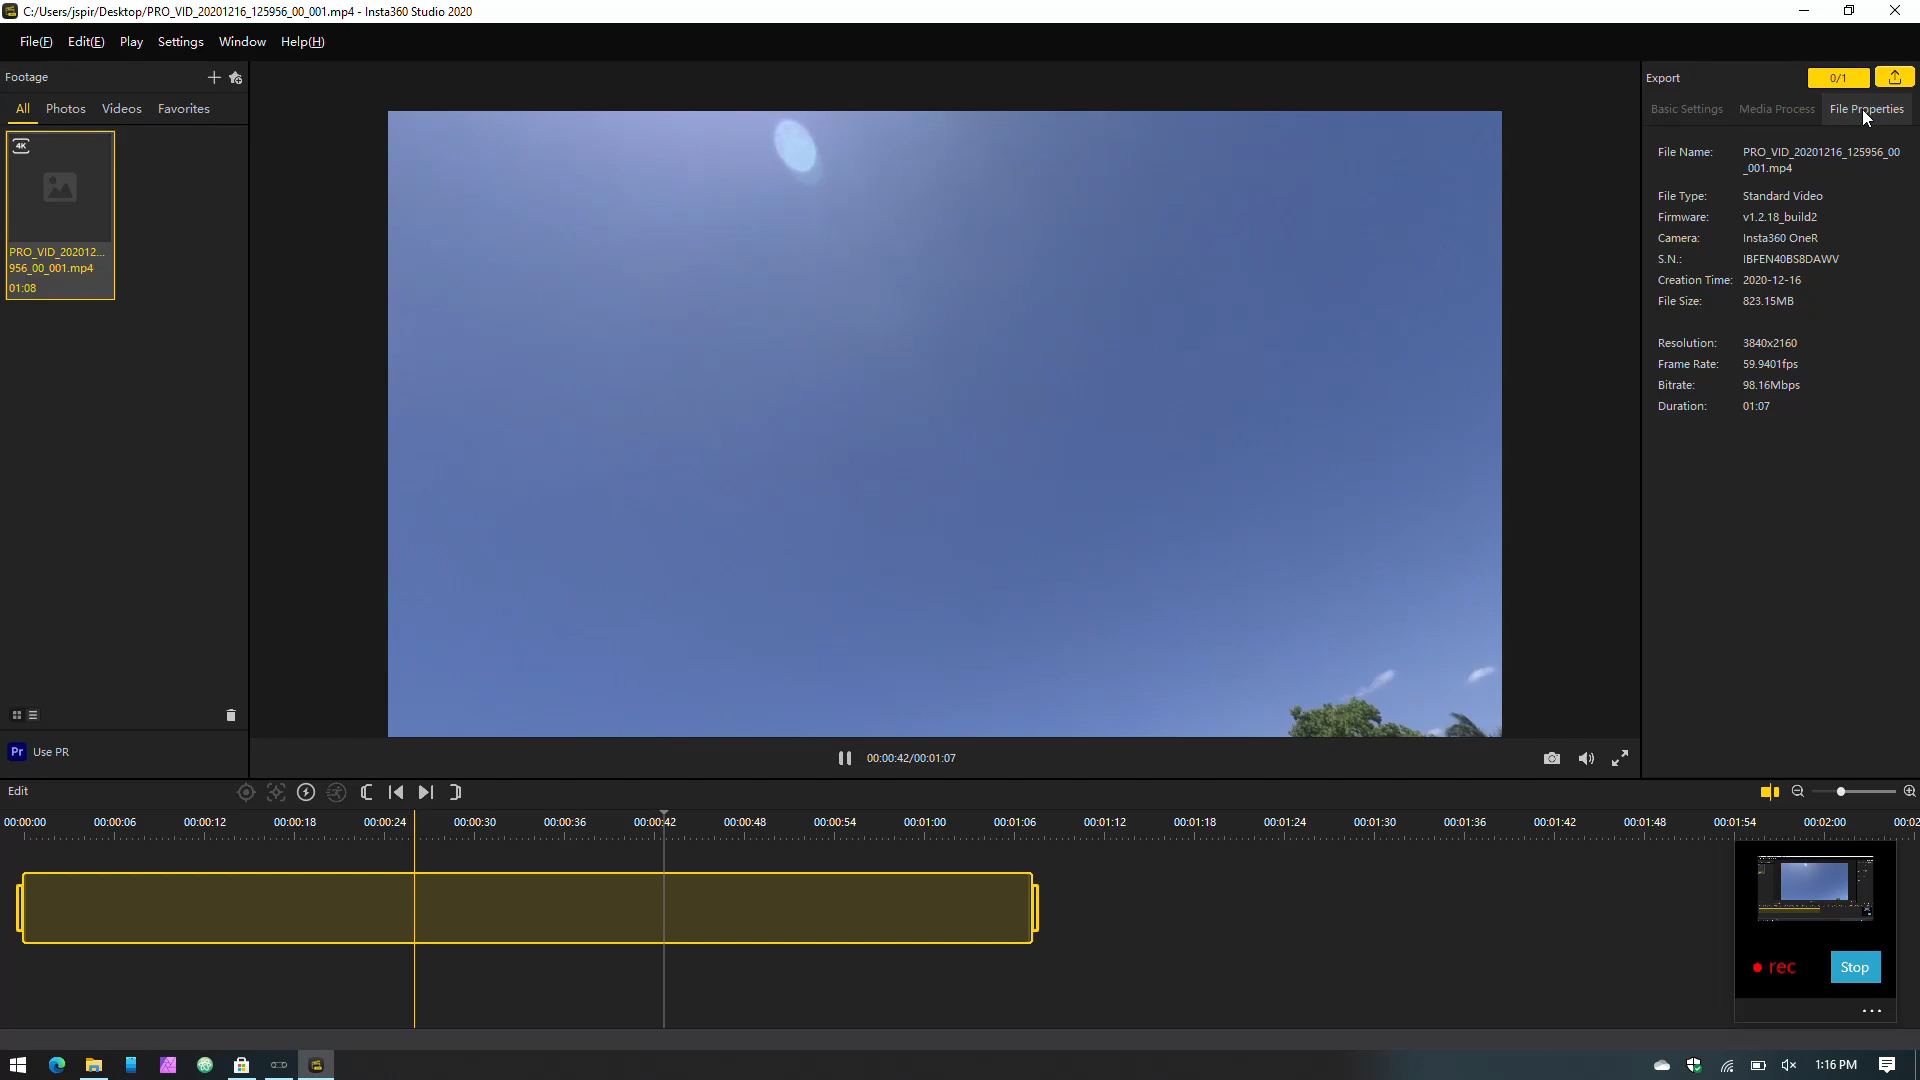 C:/Users/jspir/Desktop/PRO_VID_20201216_125956_00_001.mp4 - Insta360 Studio 2020
File(F) Edit(E) Play Settings Window Help(H)
Footage
All Photos Videos Favorites
4K
PRO_VID_202012...
956_00_001.mp4
01:08
Pr Use PR
00:00:42/00:01:07
Export 0/1
Basic Settings Media Process File Properties
File Name: PRO_VID_20201216_125956_00
_001.mp4
File Type: Standard Video
Firmware: v1.2.18_build2
Camera: Insta360 OneR
S.N.: IBFEN40BS8DAWV
Creation Time: 2020-12-16
File Size: 823.15MB
Resolution: 3840x2160
Frame Rate: 59.9401fps
Bitrate: 98.16Mbps
Duration: 01:07
Edit
00:00:00 00:00:06 00:00:12 00:00:18 00:00:24 00:00:30 00:00:36 00:00:42 00:00:48 00:00:54 00:01:00 00:01:06 00:01:12 00:01:18 00:01:24 00:01:30 00:01:36 00:01:42 00:01:48 00:01:54 00:02:00 00:02
rec Stop
...
1:16 PM